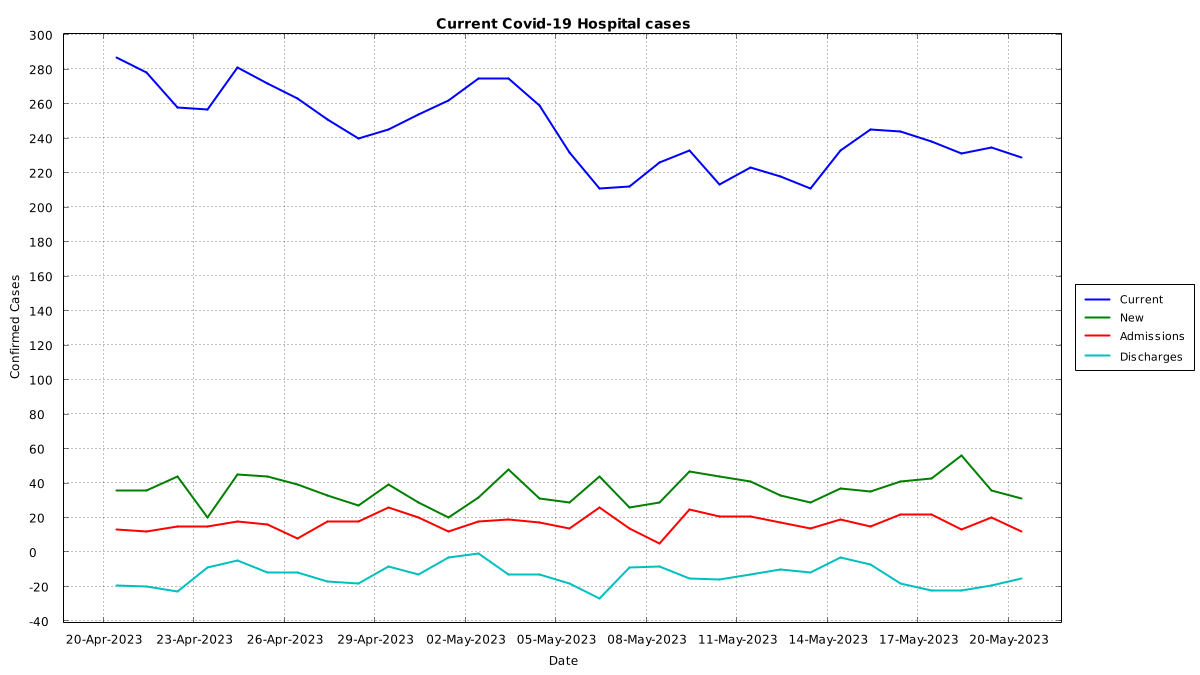 Current Covid-19 Hospital cases
300
280
260
240
220
200
180
160
140
120
100
80
60
40
20
0
-20
-40
Confirmed Cases
20-Apr-2023 23-Apr-2023 26-Apr-2023 29-Apr-2023 02-May-2023 05-May-2023 08-May-2023 11-May-2023 14-May-2023 17-May-2023 20-May-2023
Date
Current
New
Admissions
Discharges